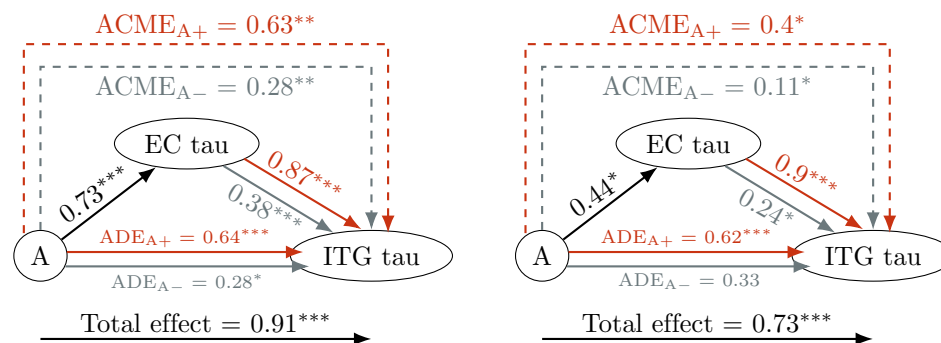 ACME_A+ = 0.63**
ACME_A− = 0.28**
EC tau
0.73***
0.87***
0.38***
A
ADE_A+ = 0.64***
ITG tau
ADE_A− = 0.28*
Total effect = 0.91***
ACME_A+ = 0.4*
ACME_A− = 0.11*
EC tau
0.44*
0.9***
0.24*
A
ADE_A+ = 0.62***
ITG tau
ADE_A− = 0.33
Total effect = 0.73***